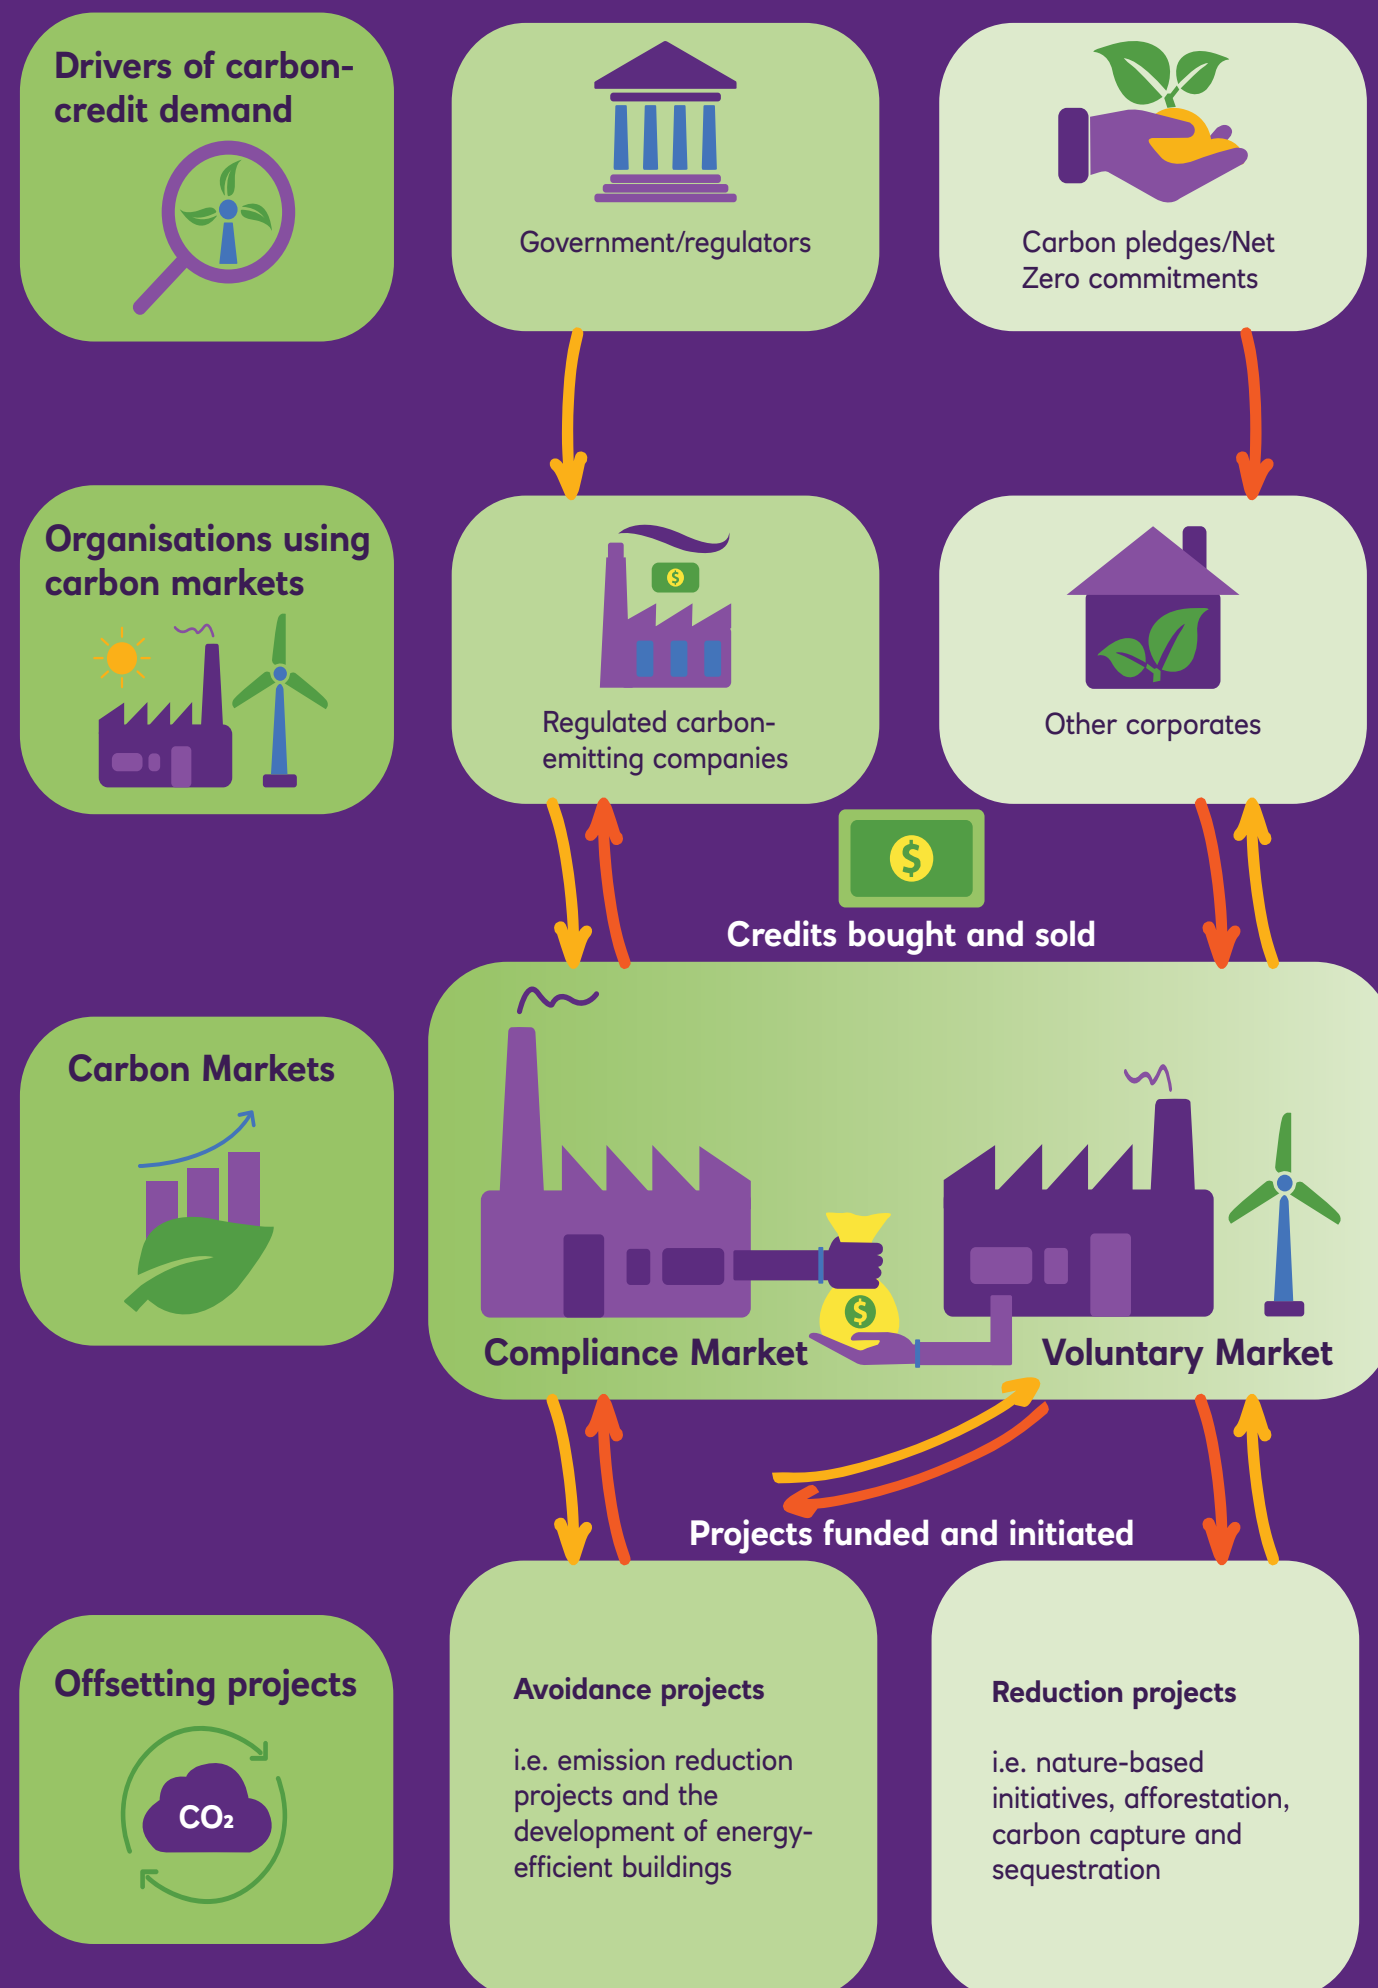 Drivers of carbon-
credit demand
Government/regulators
Carbon pledges/Net
Zero commitments
Organisations using
carbon markets
Regulated carbon-
emitting companies
Other corporates
$
$
Credits bought and sold
Carbon Markets
$
Compliance Market
Voluntary Market
Projects funded and initiated
Offsetting projects
CO₂
Avoidance projects
i.e. emission reduction
projects and the
development of energy-
efficient buildings
Reduction projects
i.e. nature-based
initiatives, afforestation,
carbon capture and
sequestration